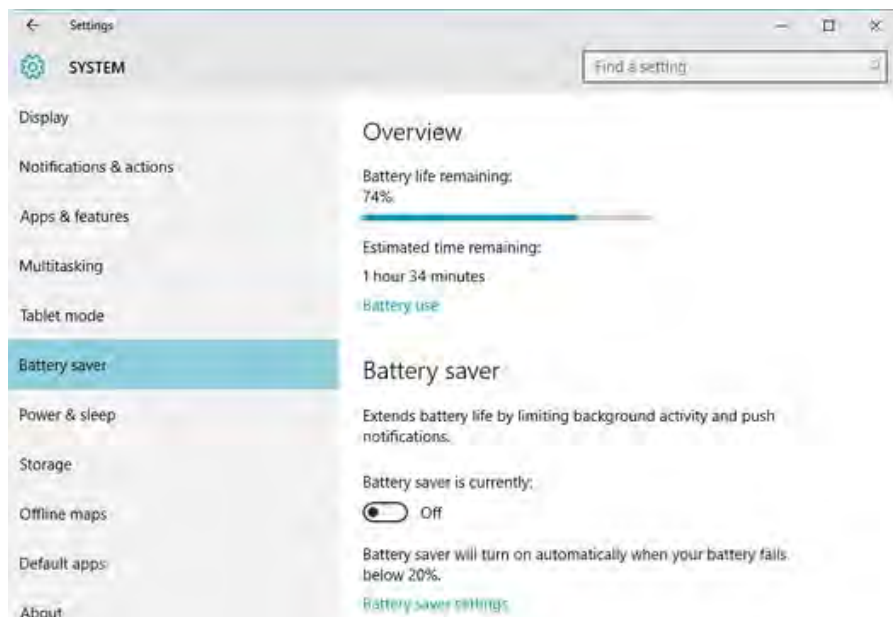 Settings
SYSTEM
Find a setting
Display
Notifications & actions
Apps & features
Multitasking
Tablet mode
Battery saver
Power & sleep
Storage
Offline maps
Default apps
About
Overview
Battery life remaining:
74%
Estimated time remaining:
1 hour 34 minutes
Battery use
Battery saver
Extends battery life by limiting background activity and push
notifications.
Battery saver is currently:
Off
Battery saver will turn on automatically when your battery falls
below 20%.
Battery saver settings